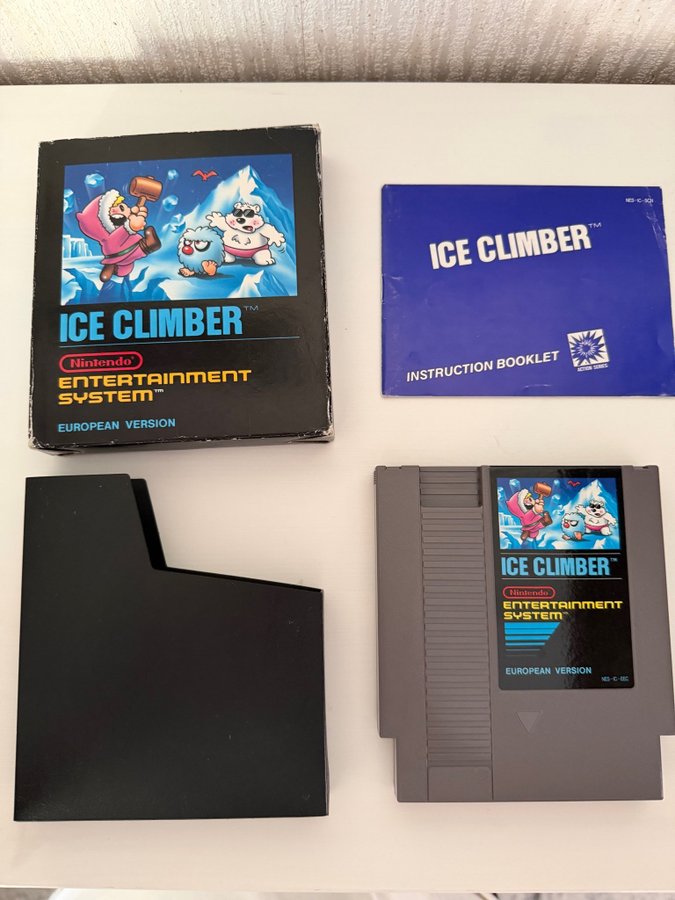 ICE CLIMBER™
Nintendo®
ENTERTAINMENT
SYSTEM™
EUROPEAN VERSION
NES-IC-SCN
ICE CLIMBER™
INSTRUCTION BOOKLET
ACTION SERIES
ICE CLIMBER™
Nintendo®
ENTERTAINMENT
SYSTEM™
EUROPEAN VERSION
NES-IC-EEC